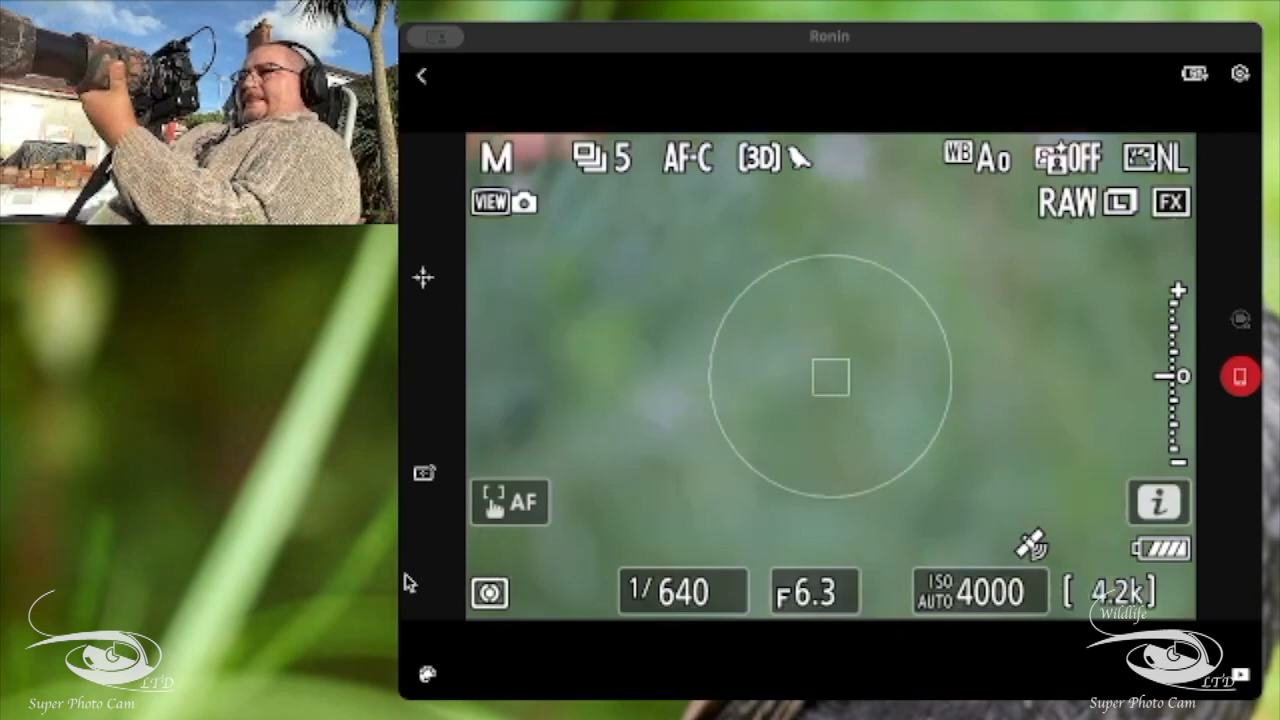 Ronin
M 5 AF-C [3D] WB A0 OFF NL
VIEW RAW L FX
+
0
-
AF i
1/640 F6.3 ISO AUTO 4000 [4.2k]
Wildlife
LTD LTD
Super Photo Cam Super Photo Cam